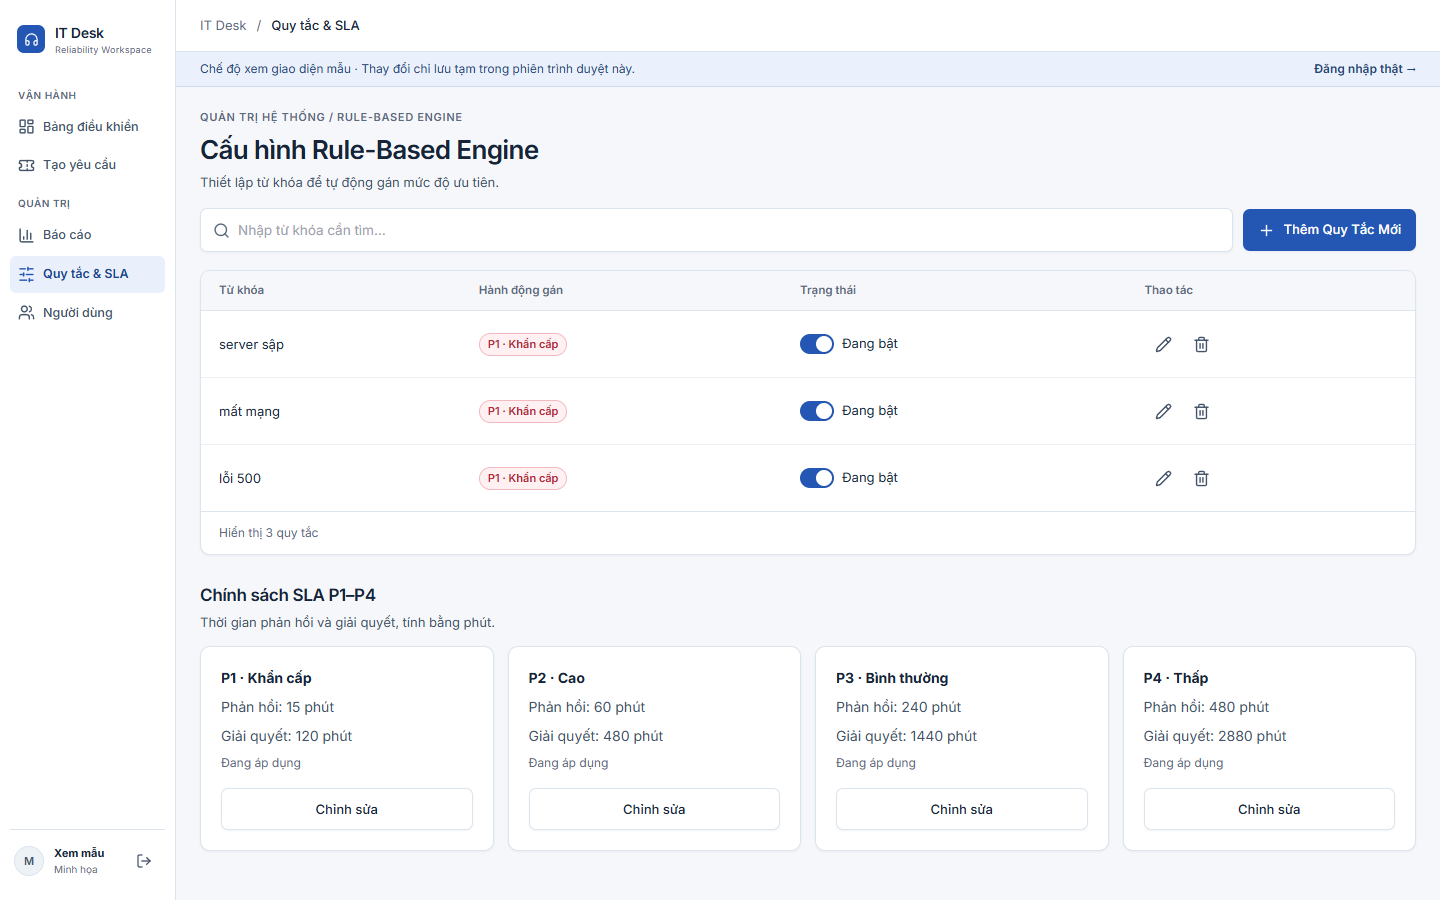 IT Desk
Reliability Workspace
VẬN HÀNH
Bảng điều khiển
Tạo yêu cầu
QUẢN TRỊ
Báo cáo
Quy tắc & SLA
Người dùng
M
Xem mẫu
Minh họa
IT Desk / Quy tắc & SLA
Chế độ xem giao diện mẫu · Thay đổi chỉ lưu tạm trong phiên trình duyệt này.
Đăng nhập thật →
QUẢN TRỊ HỆ THỐNG / RULE-BASED ENGINE
Cấu hình Rule-Based Engine
Thiết lập từ khóa để tự động gán mức độ ưu tiên.
Nhập từ khóa cần tìm...
Thêm Quy Tắc Mới
Từ khóa Hành động gán Trạng thái Thao tác
server sập P1 · Khẩn cấp Đang bật
mất mạng P1 · Khẩn cấp Đang bật
lỗi 500 P1 · Khẩn cấp Đang bật
Hiển thị 3 quy tắc
Chính sách SLA P1–P4
Thời gian phản hồi và giải quyết, tính bằng phút.
P1 · Khẩn cấp
Phản hồi: 15 phút
Giải quyết: 120 phút
Đang áp dụng
Chỉnh sửa
P2 · Cao
Phản hồi: 60 phút
Giải quyết: 480 phút
Đang áp dụng
Chỉnh sửa
P3 · Bình thường
Phản hồi: 240 phút
Giải quyết: 1440 phút
Đang áp dụng
Chỉnh sửa
P4 · Thấp
Phản hồi: 480 phút
Giải quyết: 2880 phút
Đang áp dụng
Chỉnh sửa